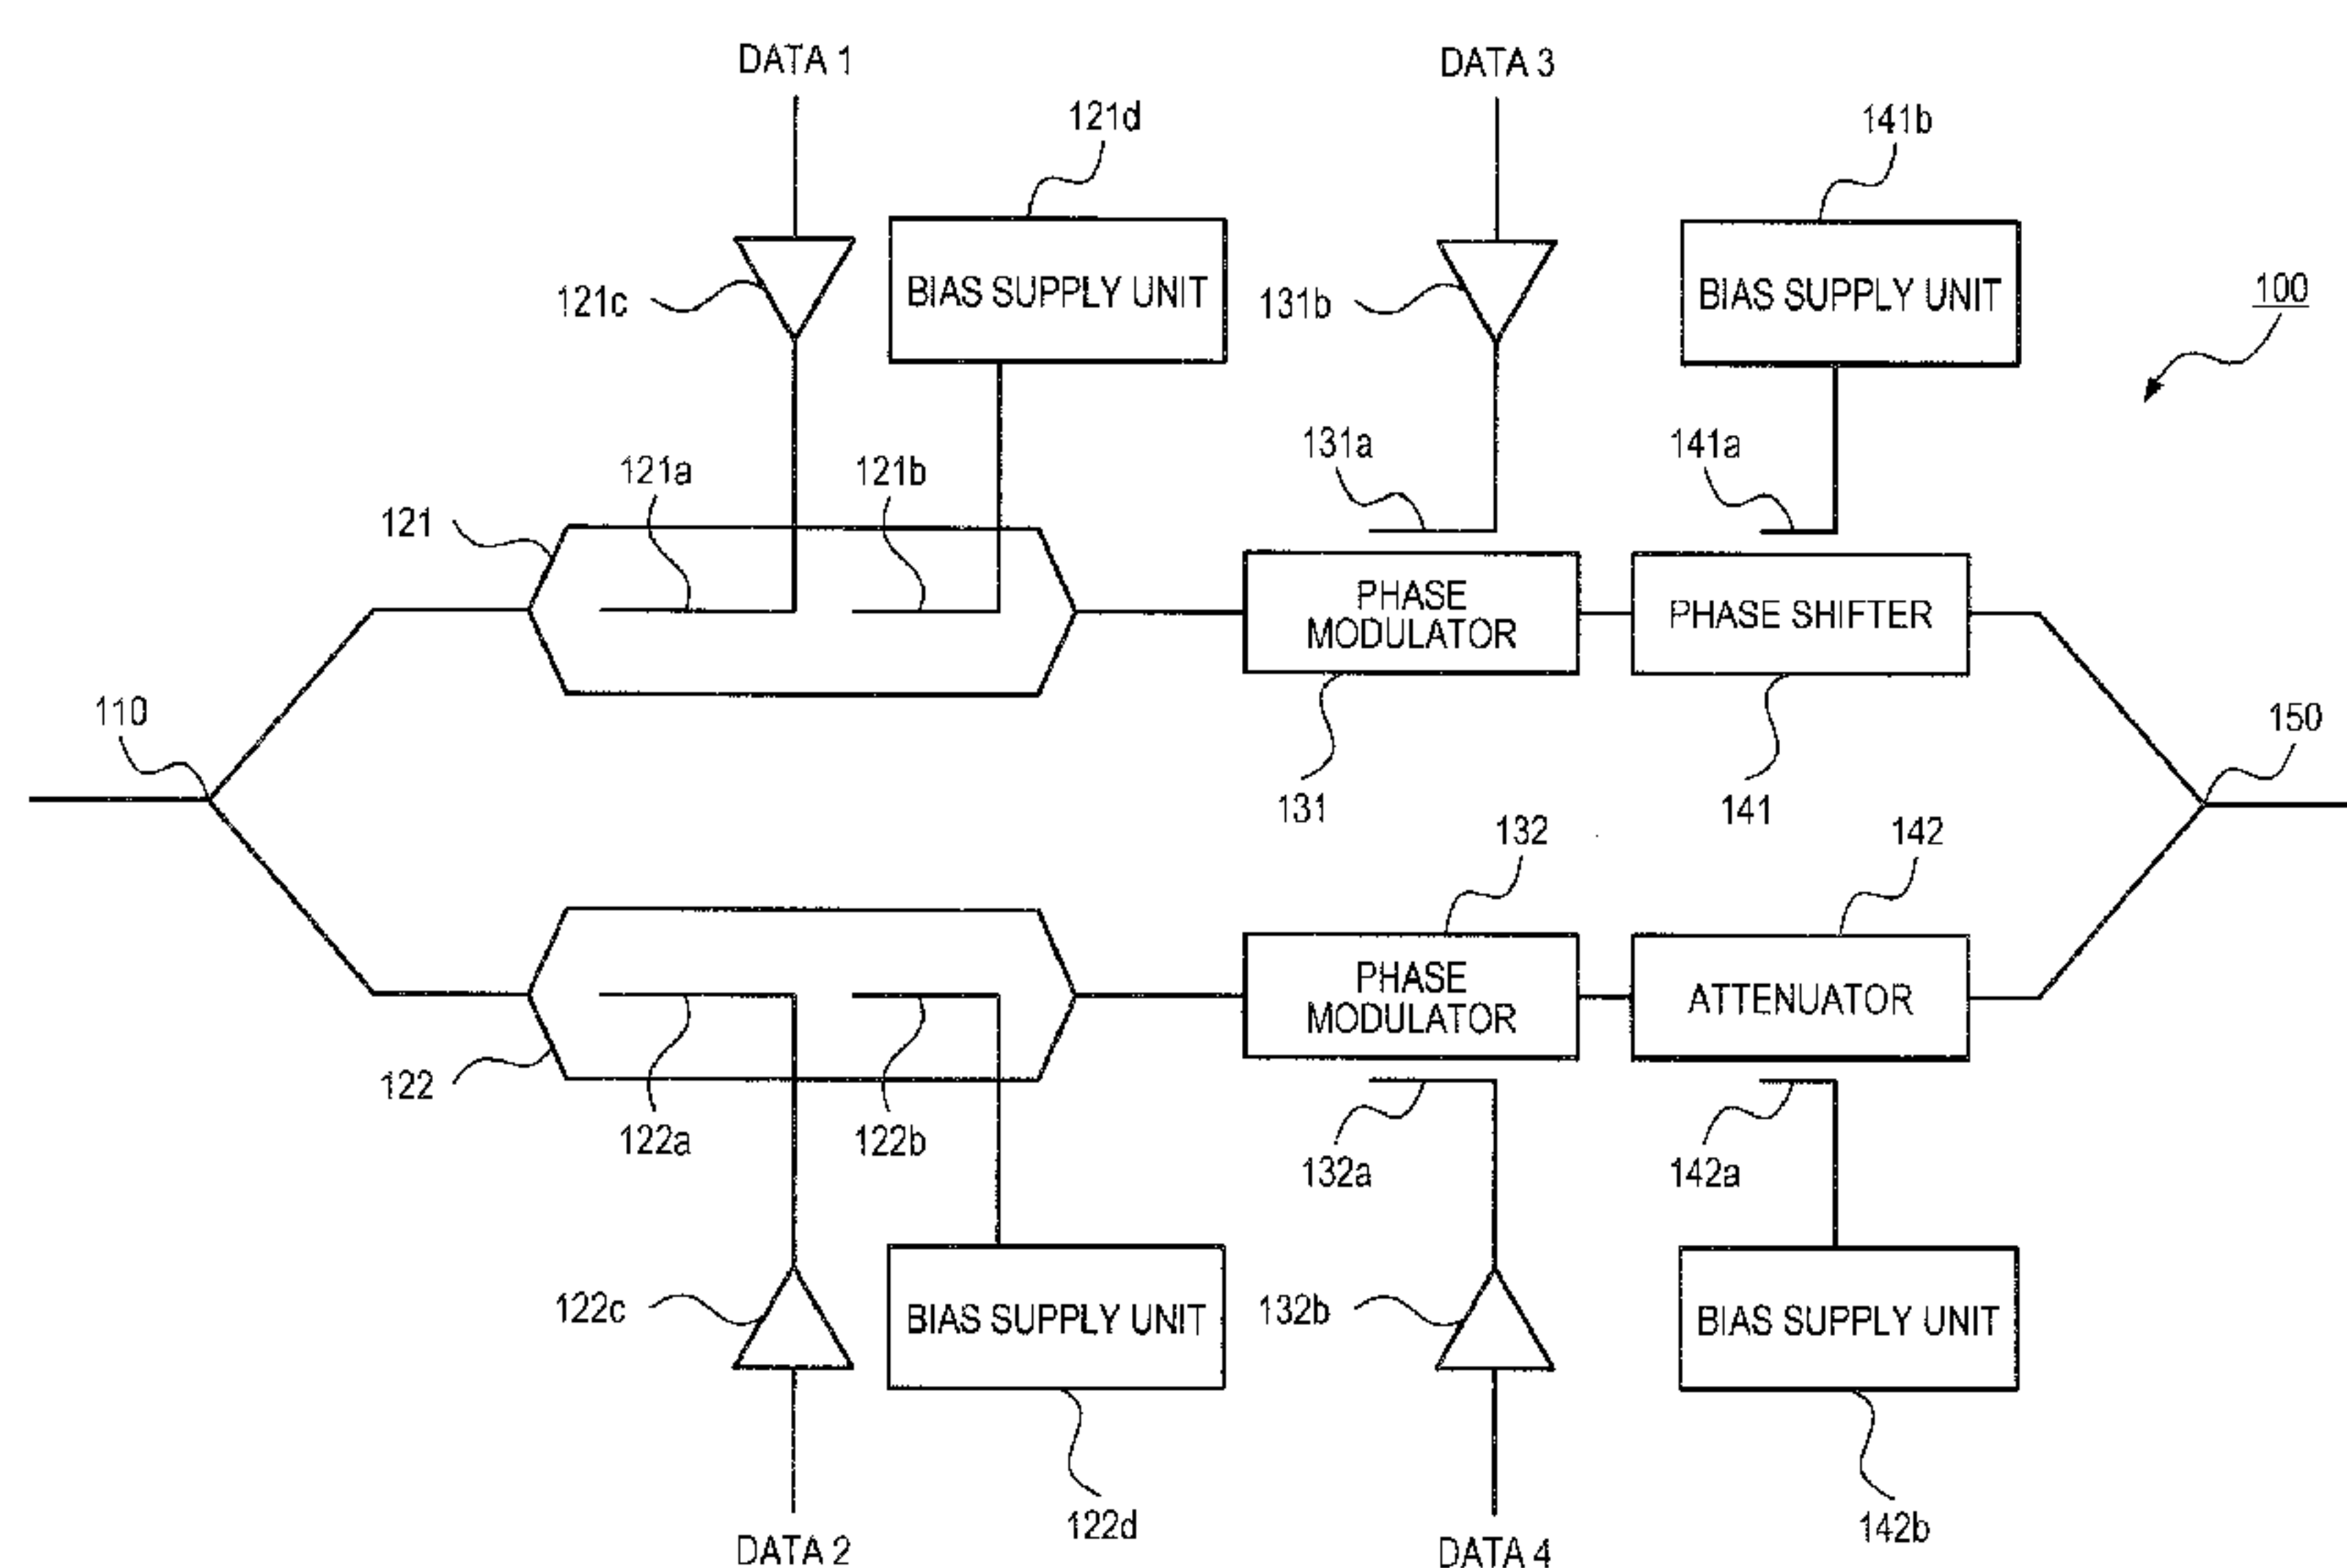 DATA 1
DATA 3
121d
141b
121c
BIAS SUPPLY UNIT
131b
BIAS SUPPLY UNIT
100
121a
121b
131a
141a
121
PHASE
MODULATOR
PHASE SHIFTER
110
150
131
141
132
142
PHASE
MODULATOR
ATTENUATOR
122
122a
122b
132a
142a
122c
BIAS SUPPLY UNIT
132b
BIAS SUPPLY UNIT
122d
142b
DATA 2
DATA 4